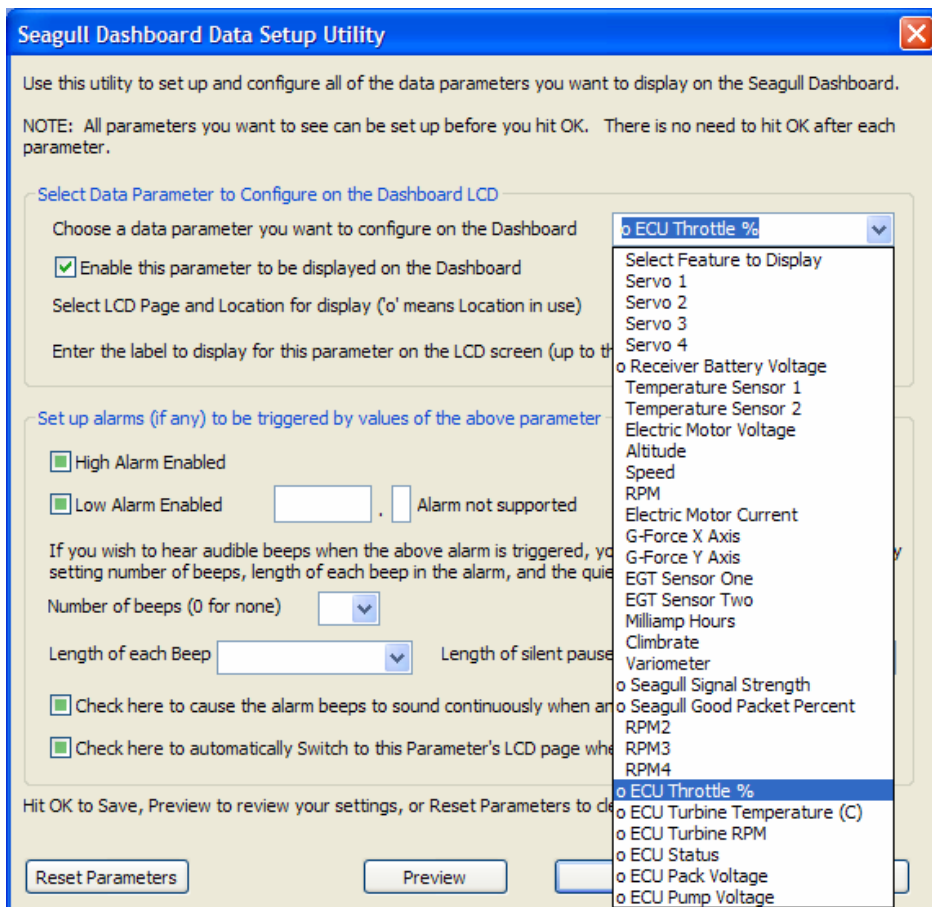 Seagull Dashboard Data Setup Utility
Use this utility to set up and configure all of the data parameters you want to display on the Seagull Dashboard.
NOTE: All parameters you want to see can be set up before you hit OK. There is no need to hit OK after each
parameter.
Select Data Parameter to Configure on the Dashboard LCD
Choose a data parameter you want to configure on the Dashboard
o ECU Throttle %
Enable this parameter to be displayed on the Dashboard
Select LCD Page and Location for display ('o' means Location in use)
Enter the label to display for this parameter on the LCD screen (up to th
Select Feature to Display
Servo 1
Servo 2
Servo 3
Servo 4
o Receiver Battery Voltage
Temperature Sensor 1
Temperature Sensor 2
Electric Motor Voltage
Altitude
Speed
RPM
Electric Motor Current
G-Force X Axis
G-Force Y Axis
EGT Sensor One
EGT Sensor Two
Milliamp Hours
Climbrate
Variometer
o Seagull Signal Strength
o Seagull Good Packet Percent
RPM2
RPM3
RPM4
o ECU Throttle %
o ECU Turbine Temperature (C)
o ECU Turbine RPM
o ECU Status
o ECU Pack Voltage
o ECU Pump Voltage
Set up alarms (if any) to be triggered by values of the above parameter
High Alarm Enabled
Low Alarm Enabled . Alarm not supported
If you wish to hear audible beeps when the above alarm is triggered, yo y
setting number of beeps, length of each beep in the alarm, and the quie
Number of beeps (0 for none)
Length of each Beep Length of silent pause
Check here to cause the alarm beeps to sound continuously when an
Check here to automatically Switch to this Parameter's LCD page whe
Hit OK to Save, Preview to review your settings, or Reset Parameters to cle
Reset Parameters
Preview